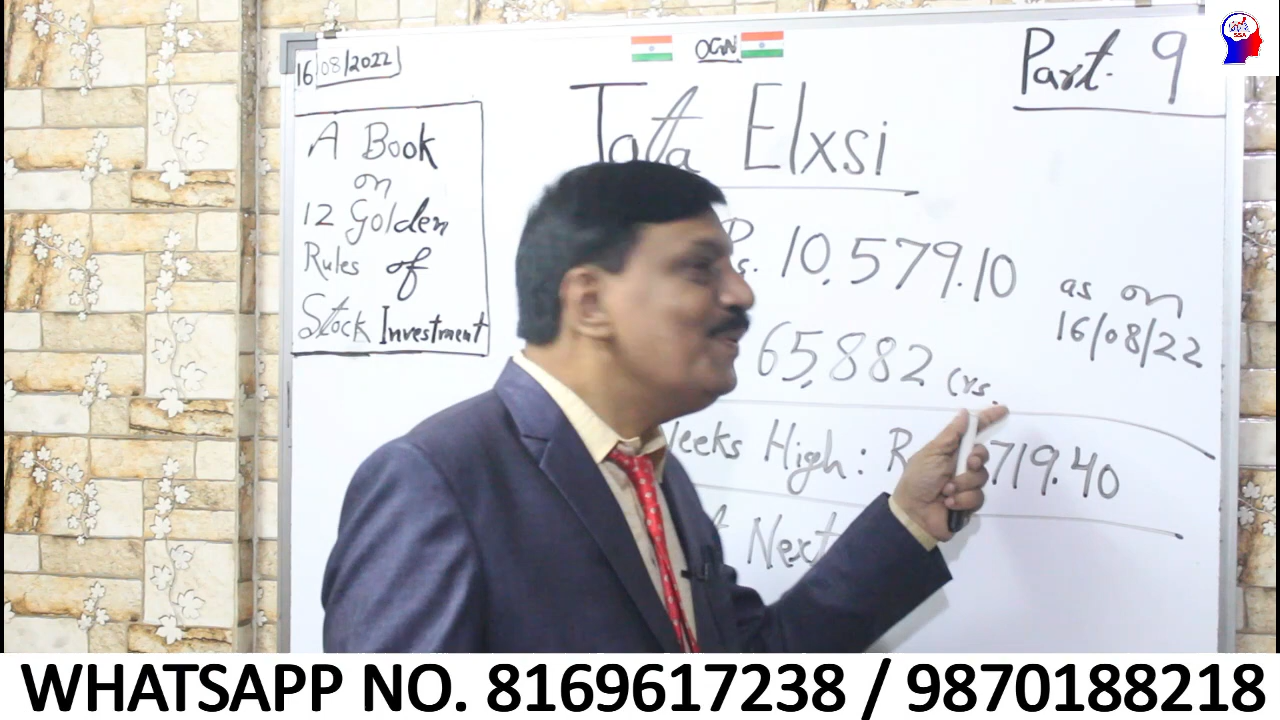 16/08/2022
OGN
Part. 9
Tata Elxsi
A Book
on
12 Golden
Rules of
Stock Investment
Rs. 10,579.10 as on
16/08/22
65,882 Crs.
High: 719.40
Next
WHATSAPP NO. 8169617238 / 9870188218